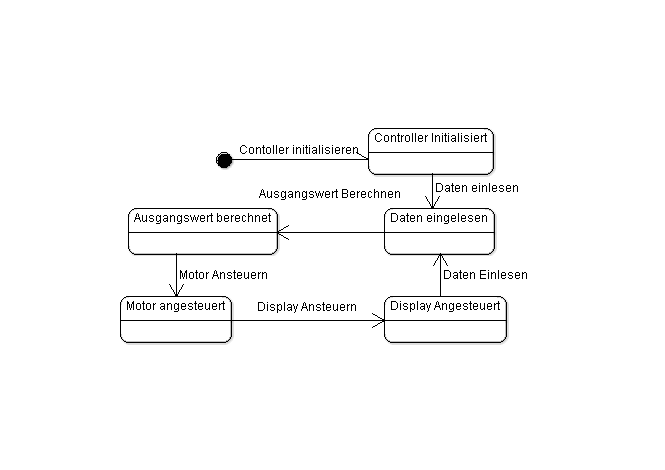 Controller Initialisiert
Contoller initialisieren
Daten einlesen
Ausgangswert Berechnen
Ausgangswert berechnet
Daten eingelesen
Motor Ansteuern
Daten Einlesen
Motor angesteuert
Display Ansteuern
Display Angesteuert